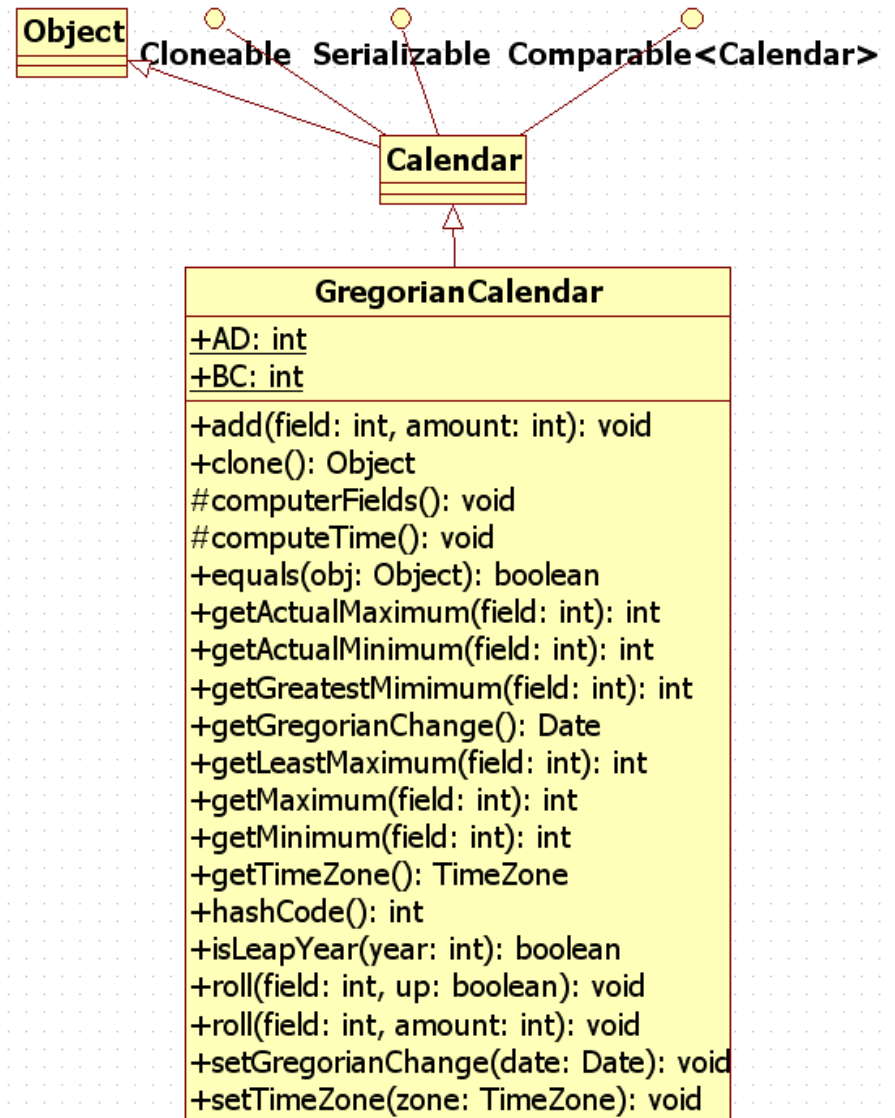 Object
Cloneable Serializable Comparable<Calendar>
Calendar
GregorianCalendar
+AD: int
+BC: int
+add(field: int, amount: int): void
+clone(): Object
#computerFields(): void
#computeTime(): void
+equals(obj: Object): boolean
+getActualMaximum(field: int): int
+getActualMinimum(field: int): int
+getGreatestMimimum(field: int): int
+getGregorianChange(): Date
+getLeastMaximum(field: int): int
+getMaximum(field: int): int
+getMinimum(field: int): int
+getTimeZone(): TimeZone
+hashCode(): int
+isLeapYear(year: int): boolean
+roll(field: int, up: boolean): void
+roll(field: int, amount: int): void
+setGregorianChange(date: Date): void
+setTimeZone(zone: TimeZone): void